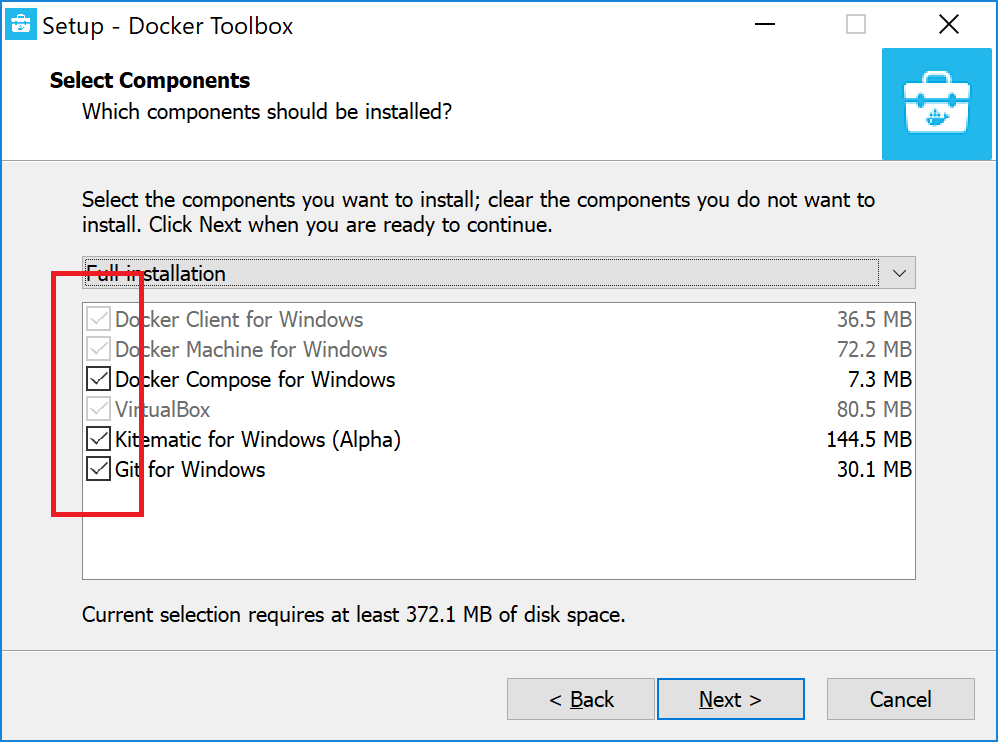 Setup - Docker Toolbox
Select Components
Which components should be installed?
Select the components you want to install; clear the components you do not want to
install. Click Next when you are ready to continue.
Full installation
Docker Client for Windows 36.5 MB
Docker Machine for Windows 72.2 MB
Docker Compose for Windows 7.3 MB
VirtualBox 80.5 MB
Kitematic for Windows (Alpha) 144.5 MB
Git for Windows 30.1 MB
Current selection requires at least 372.1 MB of disk space.
< Back Next > Cancel